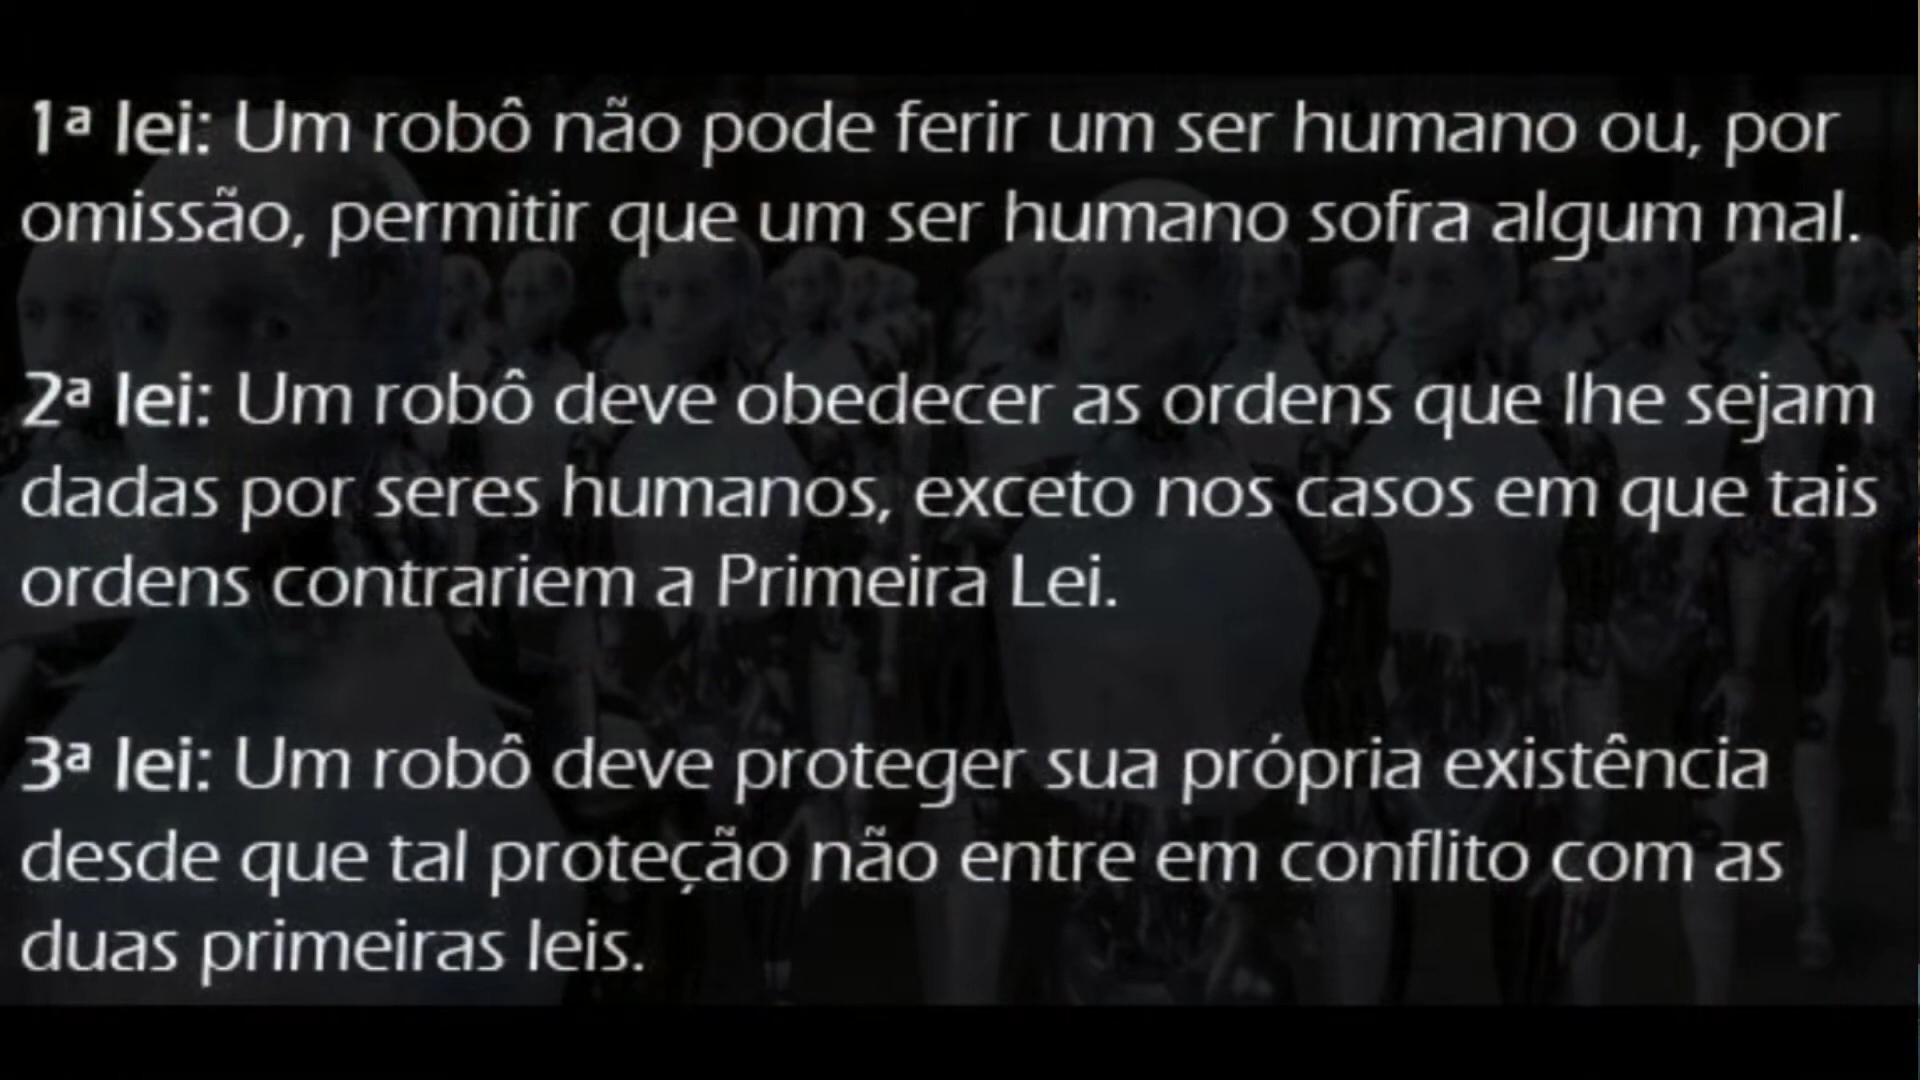 1ª lei: Um robô não pode ferir um ser humano ou, por
omissão, permitir que um ser humano sofra algum mal.
2ª lei: Um robô deve obedecer as ordens que lhe sejam
dadas por seres humanos, exceto nos casos em que tais
ordens contrariem a Primeira Lei.
3ª lei: Um robô deve proteger sua própria existência
desde que tal proteção não entre em conflito com as
duas primeiras leis.